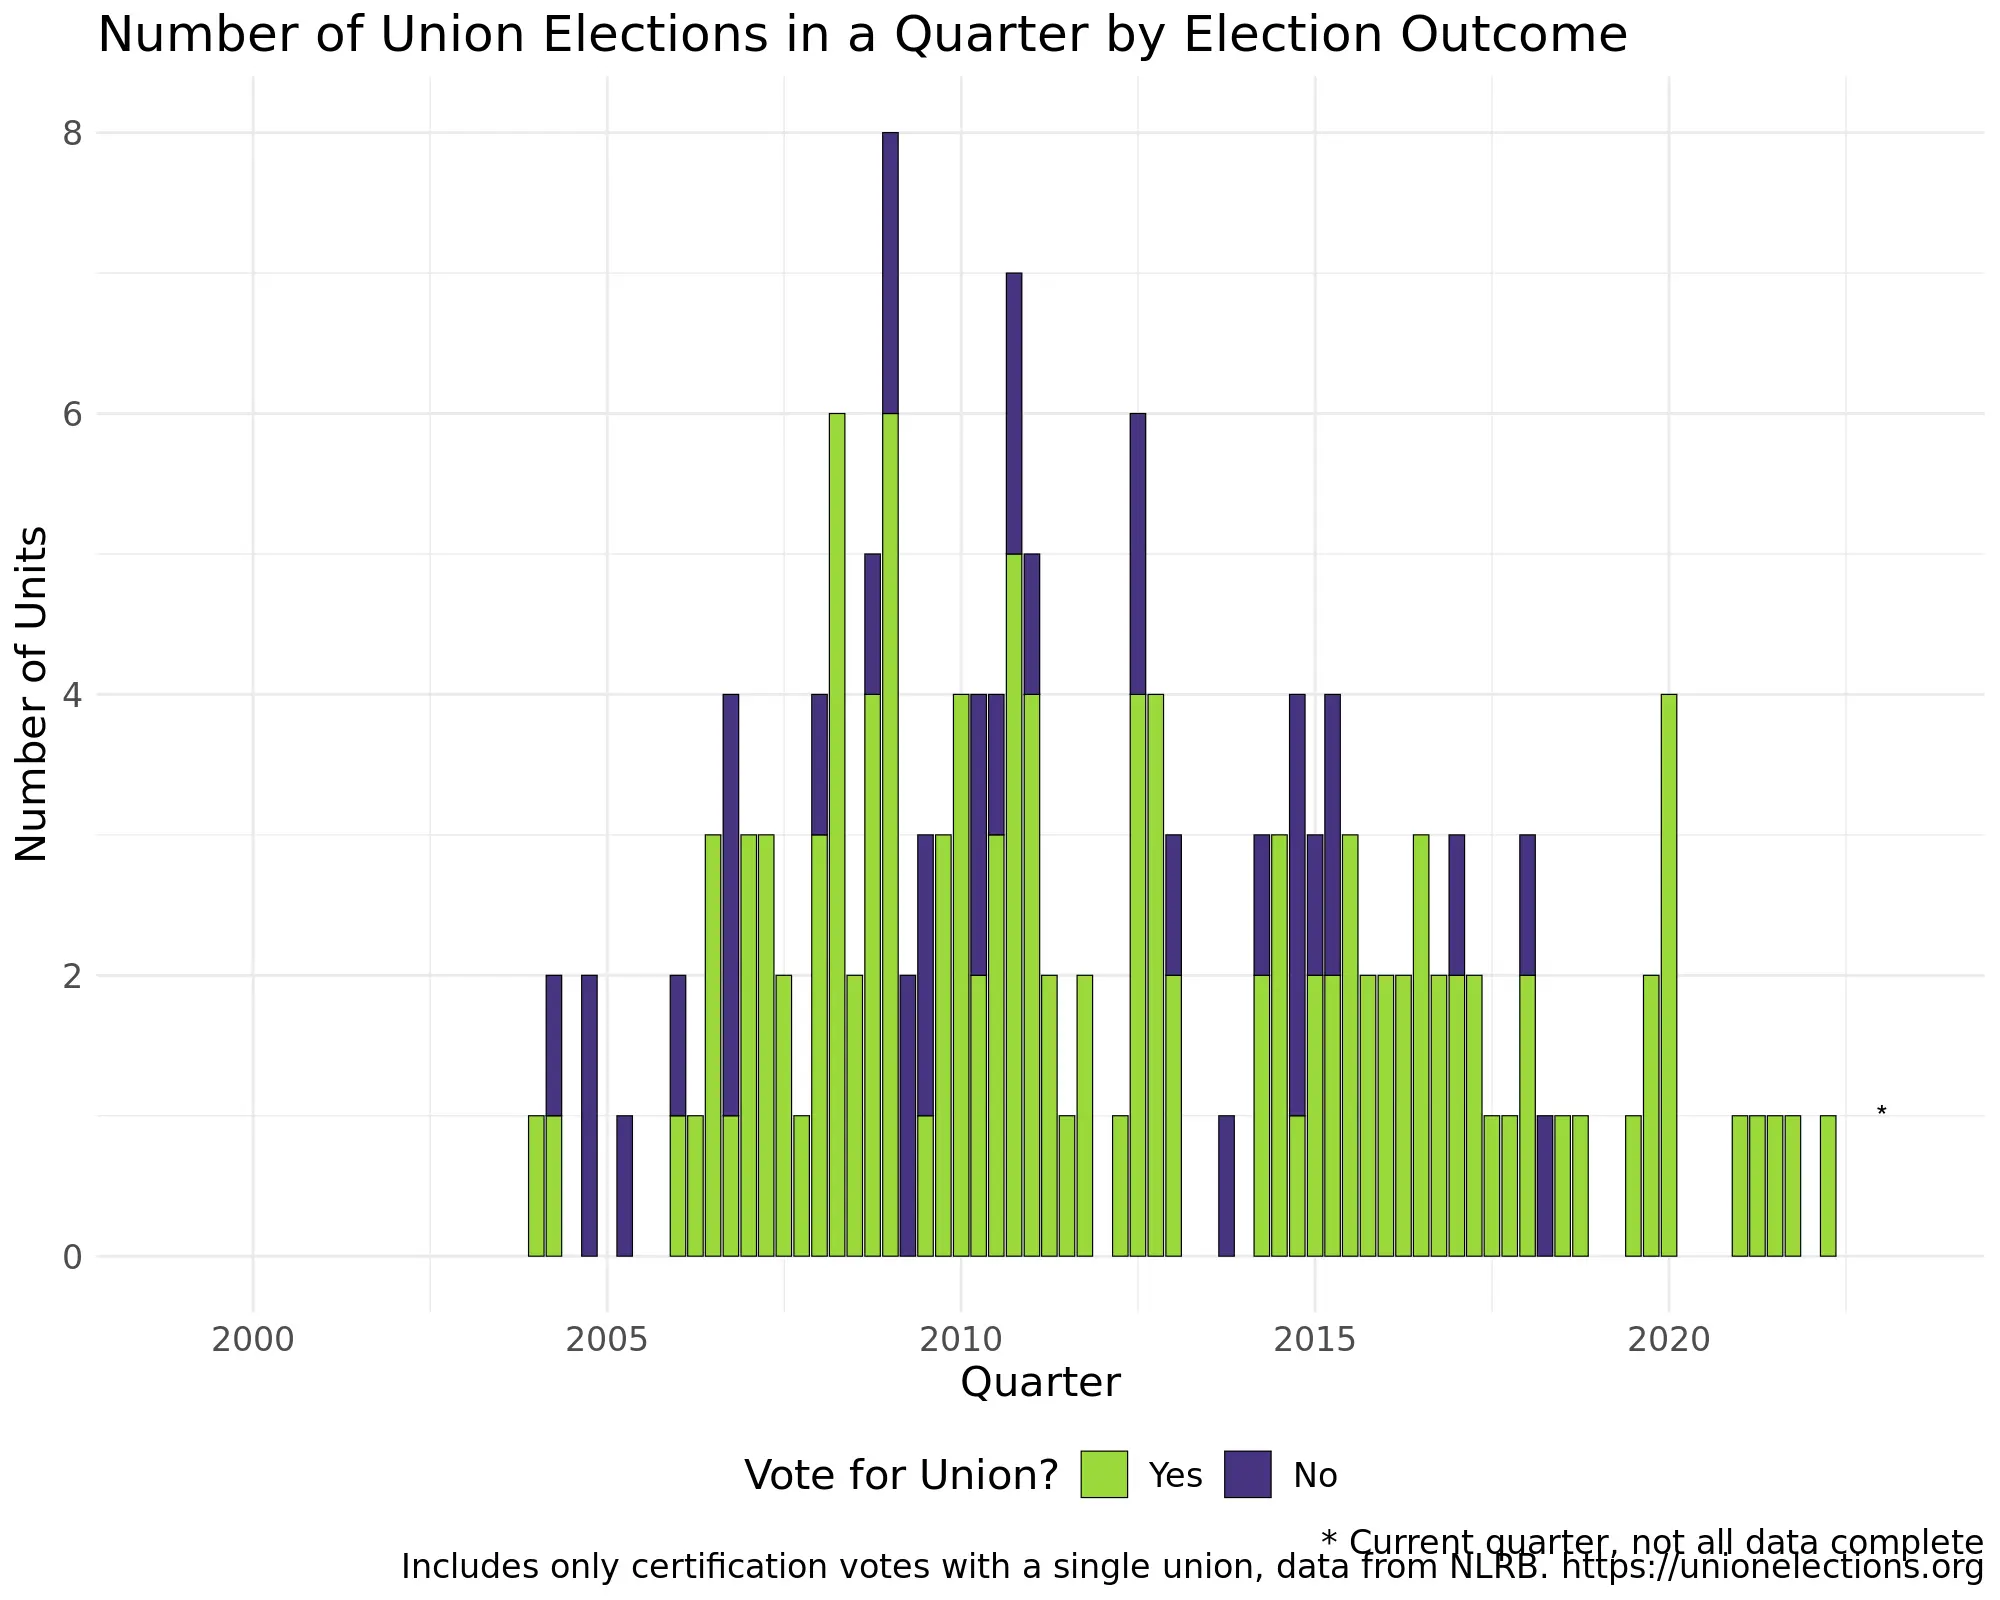 Number of Union Elections in a Quarter by Election Outcome
Number of Units
8
6
4
2
0
*
2000 2005 2010 2015 2020
Quarter
Vote for Union? Yes No
* Current quarter, not all data complete
Includes only certification votes with a single union, data from NLRB. https://unionelections.org